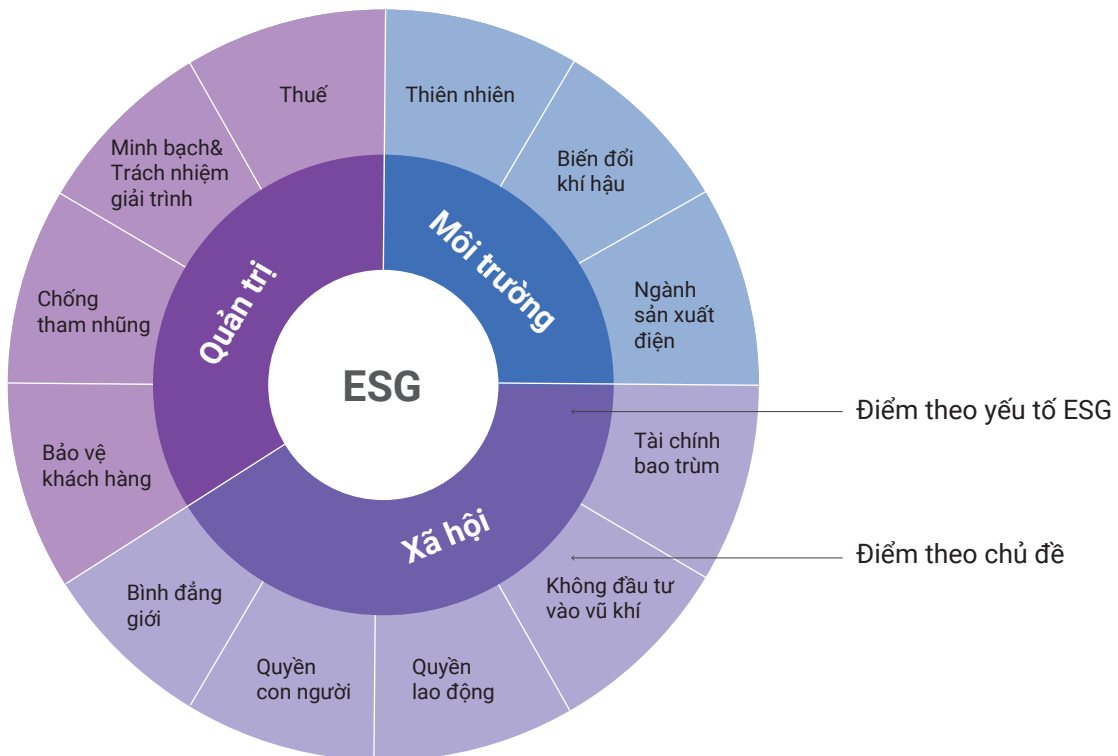 Thuế
Thiên nhiên
Minh bạch&
Trách nhiệm
giải trình
Biến đổi
khí hậu
Chống
tham nhũng
Quản trị
Môi trường
Ngành
sản xuất
điện
ESG
Điểm theo yếu tố ESG
Bảo vệ
khách hàng
Tài chính
bao trùm
Xã hội
Điểm theo chủ đề
Bình đẳng
giới
Không đầu tư
vào vũ khí
Quyền
con người
Quyền
lao động